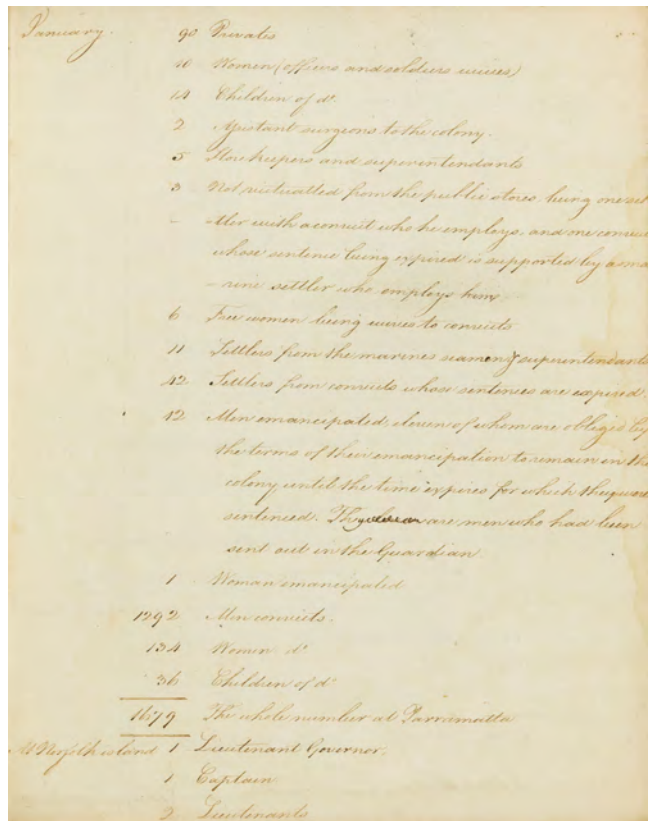 January. 90 Privates
10 Women (officers and soldiers wives)
14 Children of do.
2 Assistant surgeons to the colony.
5 Storekeepers and superintendants
3 Not victualled from the public stores, being one set
-tler with a convict who he employs, and one convict
whose sentence being expired is supported by a ma
-rine settler who employs him
6 Free women being wives to convicts
11 Settlers from the marines seamen & superintendants
42 Settlers from convicts whose sentences are expired.
12 Men emancipated, eleven of whom are obliged by
the terms of their emancipation to remain in the
colony until the time expires for which they were
sentenced. The are men who had been
sent out in the Guardian.
1 Woman emancipated
1292 Men convicts.
134 Women do
36 Children of do
1679 The whole number at Parramatta
At Norfolk island 1 Lieutenant Governor.
1 Captain
2 Lieutenants